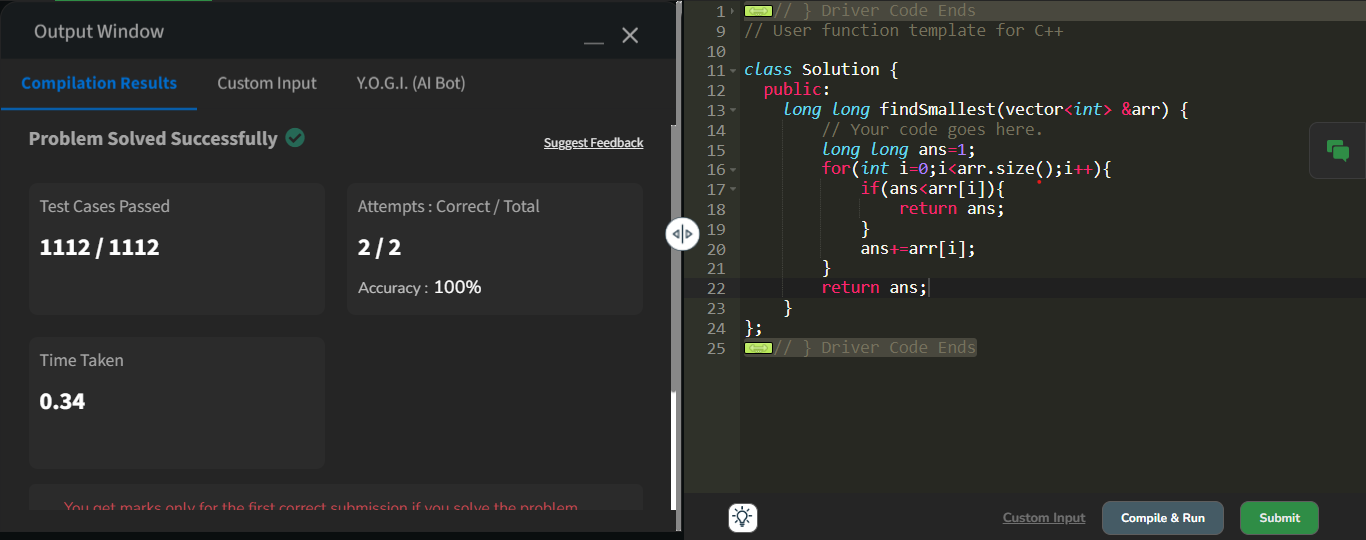 Output Window
Compilation Results
Custom Input
Y.O.G.I. (AI Bot)
Problem Solved Successfully
Suggest Feedback
Test Cases Passed
1112 / 1112
Attempts : Correct / Total
2 / 2
Accuracy : 100%
Time Taken
0.34
You get marks only for the first correct submission if you solve the problem
1 // } Driver Code Ends
9 // User function template for C++
10
11 class Solution {
12 public:
13 long long findSmallest(vector<int> &arr) {
14 // Your code goes here.
15 long long ans=1;
16 for(int i=0;i<arr.size();i++){
17 if(ans<arr[i]){
18 return ans;
19 }
20 ans+=arr[i];
21 }
22 return ans;
23 }
24 };
25 // } Driver Code Ends
Custom Input
Compile & Run
Submit